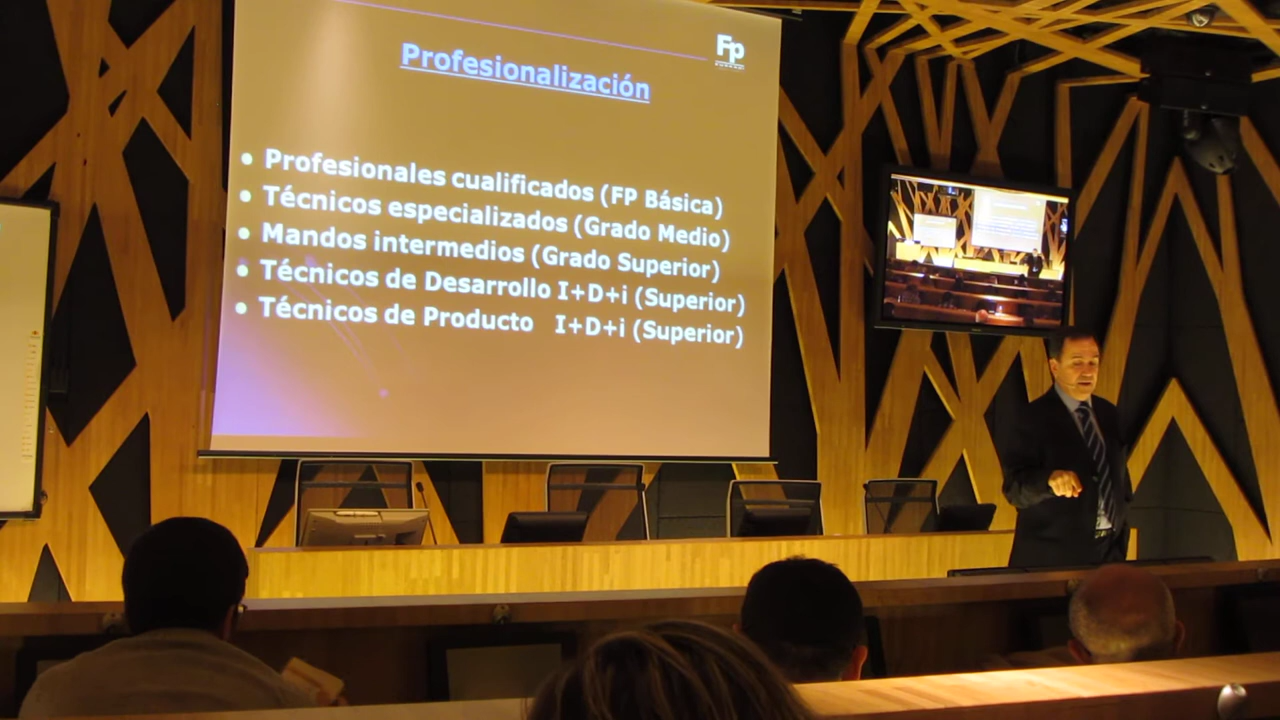 Fp
Profesionalización
• Profesionales cualificados (FP Básica)
• Técnicos especializados (Grado Medio)
• Mandos intermedios (Grado Superior)
• Técnicos de Desarrollo I+D+i (Superior)
• Técnicos de Producto I+D+i (Superior)